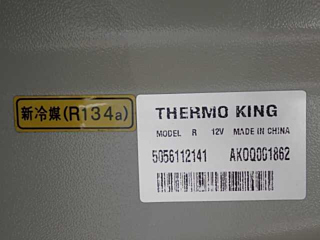 新冷媒(R134a)
THERMO KING
MODEL R 12V MADE IN CHINA
5056112141 AK0Q001862